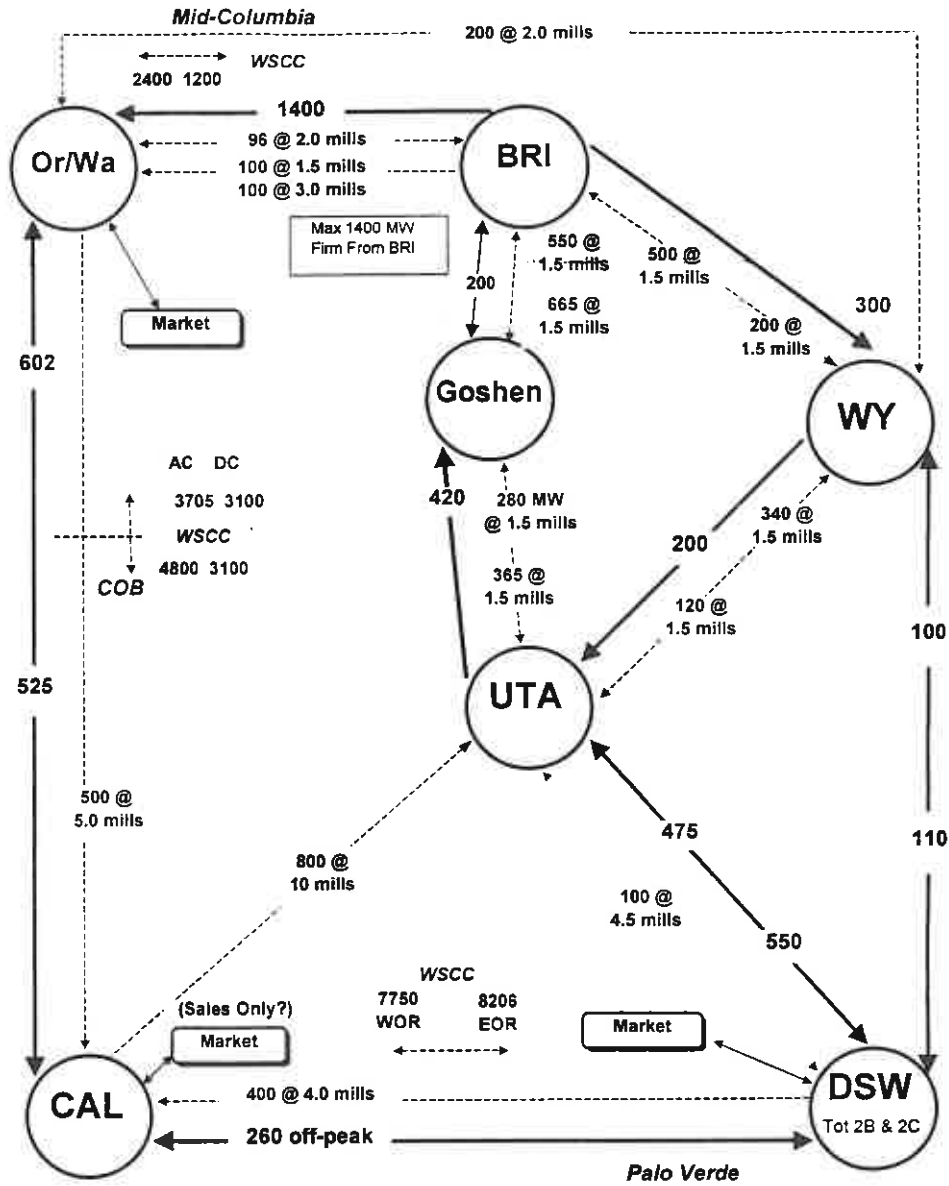 Mid-Columbia
200 @ 2.0 mills
WSCC
2400 1200
1400
96 @ 2.0 mills
Or/Wa
BRI
100 @ 1.5 mills
100 @ 3.0 mills
Max 1400 MW
Firm From BRI
550 @
1.5 mills
500 @
1.5 mills
200
665 @
1.5 mills
300
200 @
1.5 mills
Market
602
Goshen
WY
AC DC
3705 3100
WSCC
4800 3100
COB
420
280 MW
@ 1.5 mills
340 @
1.5 mills
200
365 @
1.5 mills
120 @
1.5 mills
100
525
UTA
500 @
5.0 mills
475
110
800 @
10 mills
100 @
4.5 mills
550
WSCC
7750 8206
WOR EOR
(Sales Only?)
Market
Market
CAL
400 @ 4.0 mills
DSW
Tot 2B & 2C
260 off-peak
Palo Verde